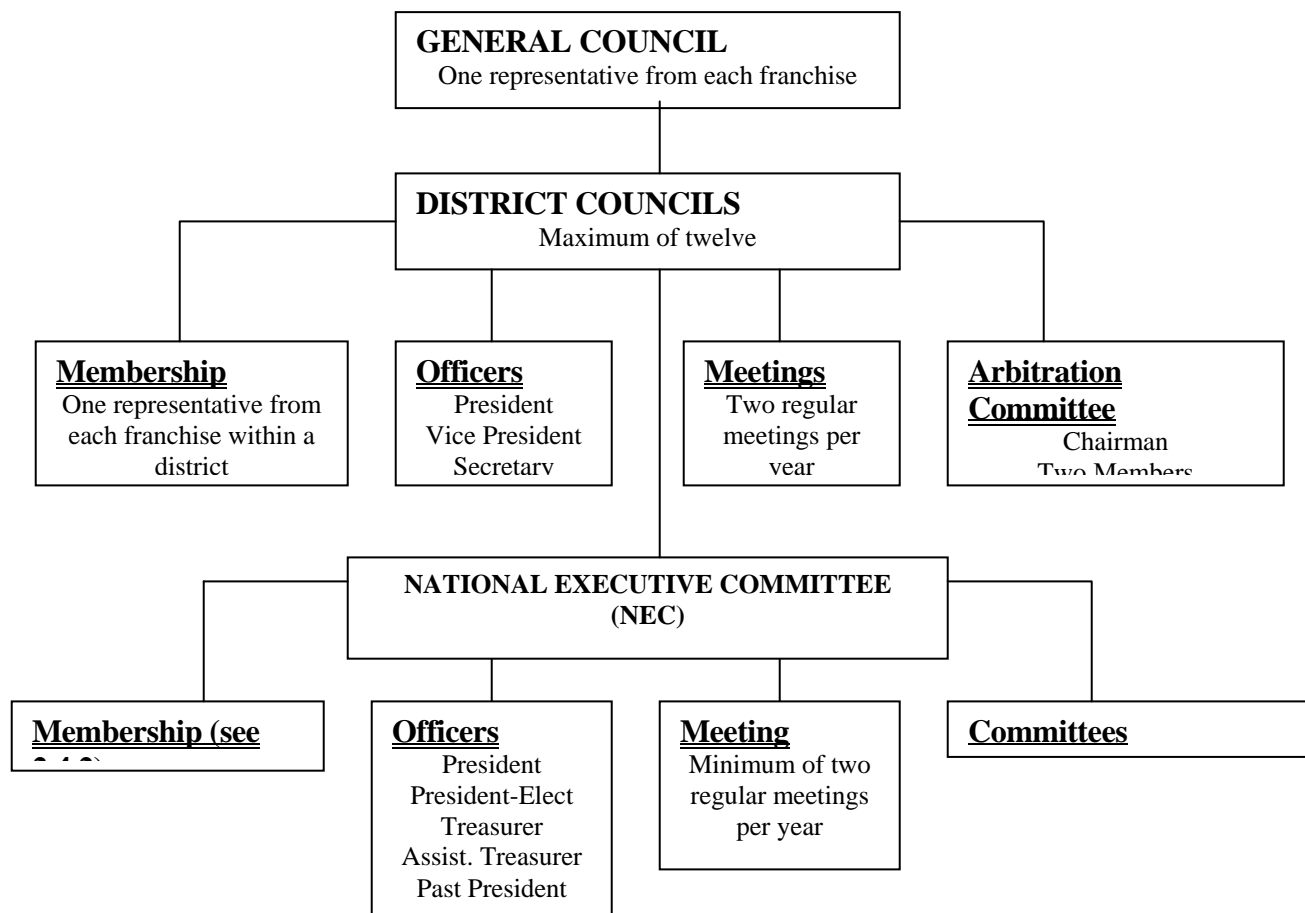 GENERAL COUNCIL
One representative from each franchise
DISTRICT COUNCILS
Maximum of twelve
Membership
One representative from
each franchise within a
district
Officers
President
Vice President
Secretary
Meetings
Two regular
meetings per
year
Arbitration
Committee
Chairman
Two Members
NATIONAL EXECUTIVE COMMITTEE
(NEC)
Membership (see
Officers
President
President-Elect
Treasurer
Assist. Treasurer
Past President
Meeting
Minimum of two
regular meetings
per year
Committees